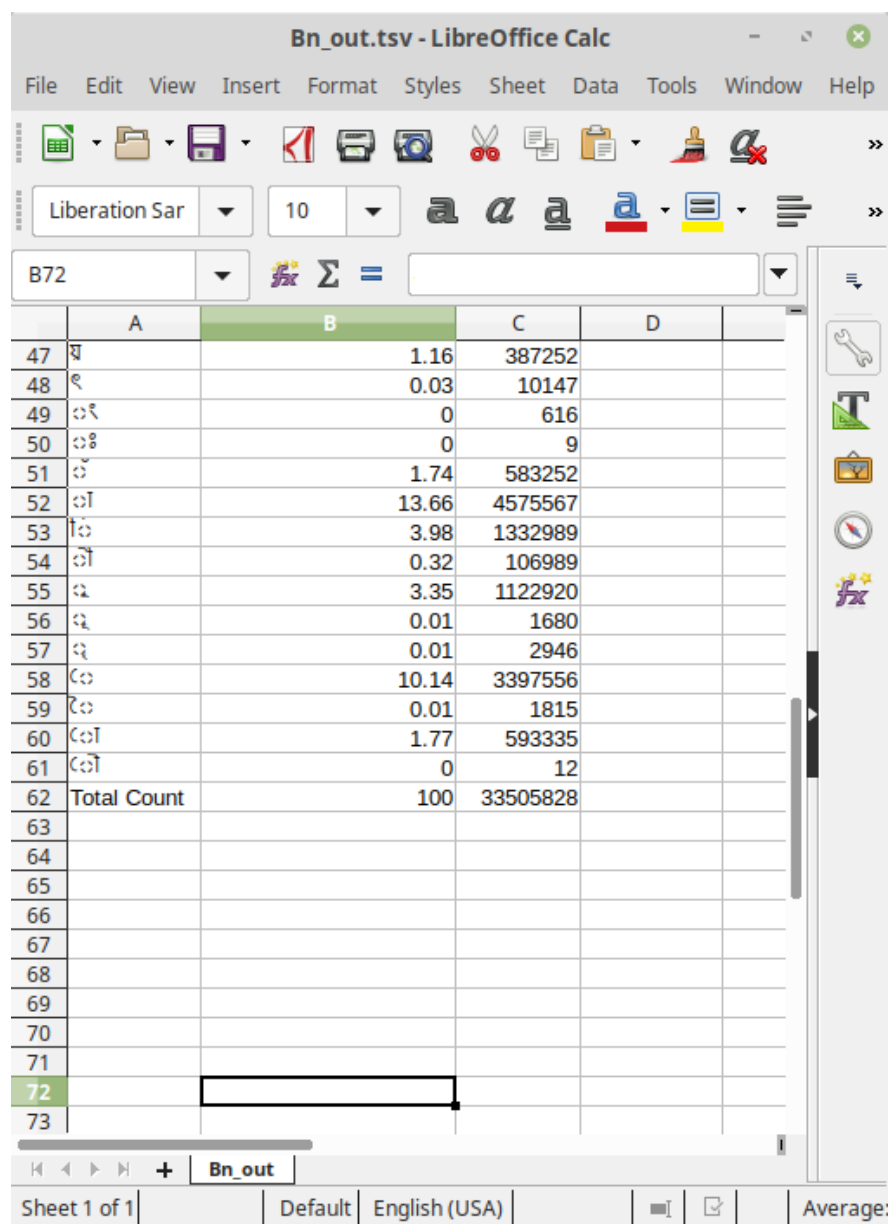 Bn_out.tsv - LibreOffice Calc
File Edit View Insert Format Styles Sheet Data Tools Window Help
Liberation Sar 10
B72
A B C D
47 য় 1.16 387252
48 ৎ 0.03 10147
49 ং 0 616
50 ঃ 0 9
51 ঁ 1.74 583252
52 া 13.66 4575567
53 ি 3.98 1332989
54 ী 0.32 106989
55 ু 3.35 1122920
56 ূ 0.01 1680
57 ৃ 0.01 2946
58 ে 10.14 3397556
59 ৈ 0.01 1815
60 ো 1.77 593335
61 ৌ 0 12
62 Total Count 100 33505828
63
64
65
66
67
68
69
70
71
72
73
Bn_out
Sheet 1 of 1 Default English (USA) Average: